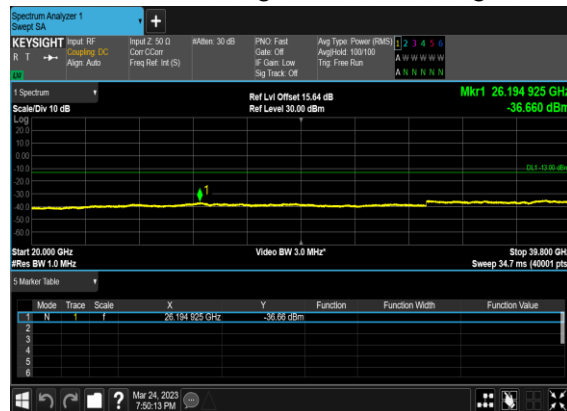 Spectrum Analyzer 1
Swept SA
+
KEYSIGHT Input: RF Input Z: 50 Ω #Atten: 30 dB PNO: Fast Avg Type: Power (RMS) 1 2 3 4 5 6
R T Coupling: DC Corr CCorr Gate: Off Avg|Hold: 100/100 A W W W W W
Align: Auto Freq Ref: Int (S) IF Gain: Low Trig: Free Run
LXI Sig Track: Off A N N N N N
1 Spectrum Ref Lvl Offset 15.64 dB Mkr1 26.194 925 GHz
Scale/Div 10 dB Ref Level 30.00 dBm -36.660 dBm
Log
20.0
10.0
0.00
-10.0 DL1 -13.00 dBm
-20.0
-30.0 1
-40.0
-50.0
-60.0
Start 20.000 GHz Video BW 3.0 MHz* Stop 39.800 GHz
#Res BW 1.0 MHz Sweep 34.7 ms (40001 pts)
5 Marker Table
Mode Trace Scale X Y Function Function Width Function Value
1 N 1 f 26.194 925 GHz -36.66 dBm
2
3
4
5
6
? Mar 24, 2023
7:50:13 PM